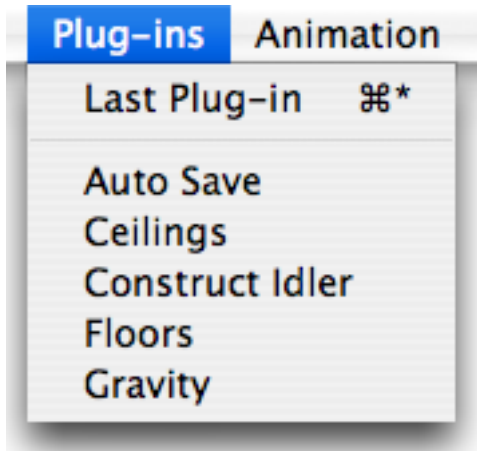 Plug-ins Animation
Last Plug-in ⌘*
Auto Save
Ceilings
Construct Idler
Floors
Gravity